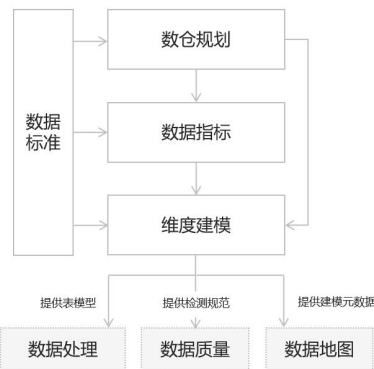 数仓规划
数据
标准
数据指标
维度建模
提供表模型
提供检测规范
提供建模元数据
数据处理
数据质量
数据地图